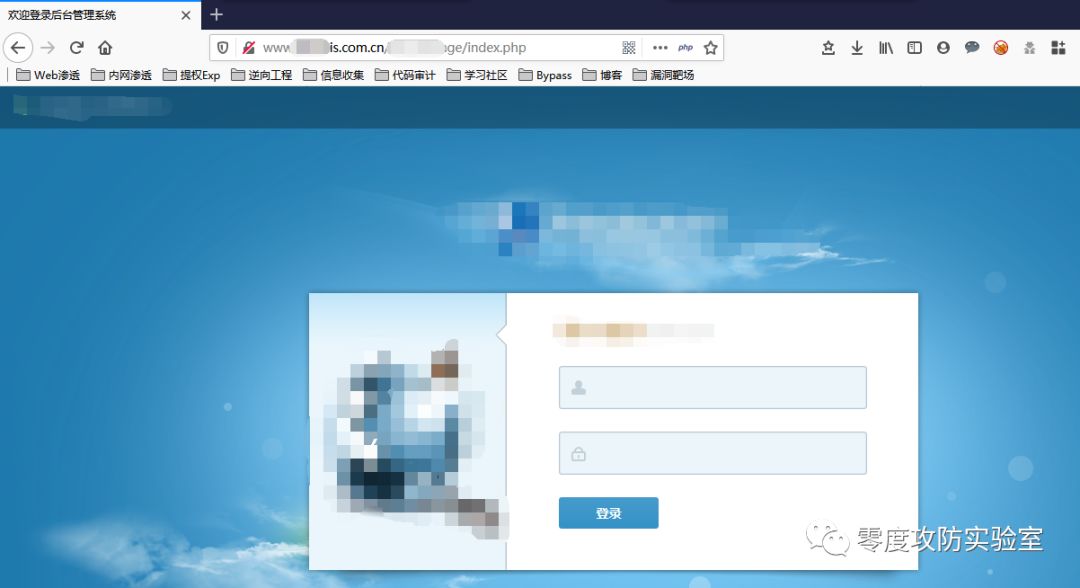 欢迎登录后台管理系统
www
is.com.cn/
ge/index.php
php
Web渗透 内网渗透 提权Exp 逆向工程 信息收集 代码审计 学习社区 Bypass 博客 漏洞靶场
登录
零度攻防实验室